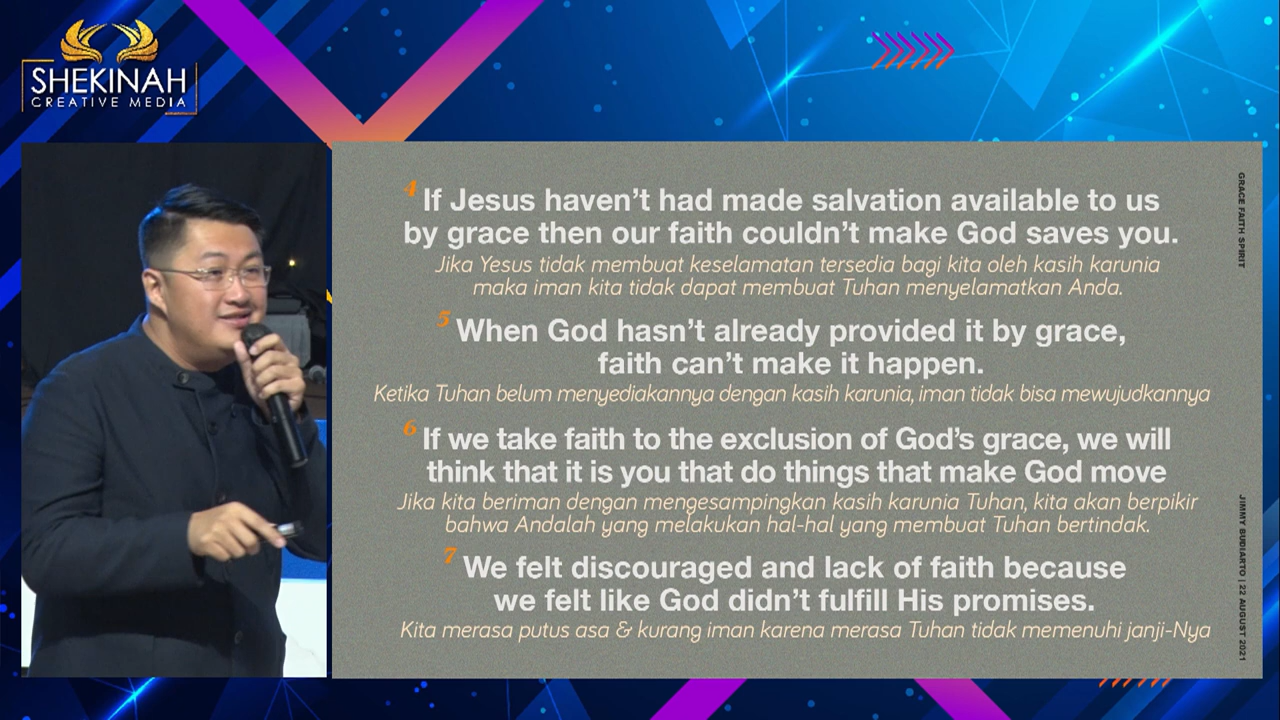 SHEKINAH
CREATIVE MEDIA
4 If Jesus haven’t had made salvation available to us
by grace then our faith couldn’t make God saves you.
Jika Yesus tidak membuat keselamatan tersedia bagi kita oleh kasih karunia
maka iman kita tidak dapat membuat Tuhan menyelamatkan Anda.
5 When God hasn’t already provided it by grace,
faith can’t make it happen.
Ketika Tuhan belum menyediakannya dengan kasih karunia, iman tidak bisa mewujudkannya
6 If we take faith to the exclusion of God’s grace, we will
think that it is you that do things that make God move
Jika kita beriman dengan mengesampingkan kasih karunia Tuhan, kita akan berpikir
bahwa Andalah yang melakukan hal-hal yang membuat Tuhan bertindak.
7 We felt discouraged and lack of faith because
we felt like God didn’t fulfill His promises.
Kita merasa putus asa & kurang iman karena merasa Tuhan tidak memenuhi janji-Nya
GRACE FAITH SPIRIT
JIMMY BUDIARTO | 22 AUGUST 2021